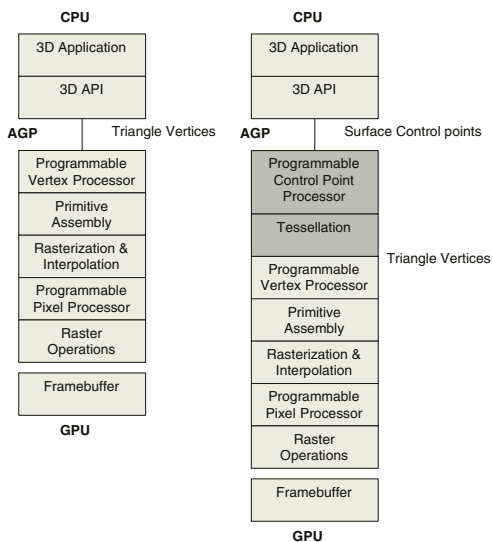 CPU
3D Application
3D API
AGP
Triangle Vertices
Programmable
Vertex Processor
Primitive
Assembly
Rasterization &
Interpolation
Programmable
Pixel Processor
Raster
Operations
Framebuffer
GPU
CPU
3D Application
3D API
AGP
Surface Control points
Programmable
Control Point
Processor
Tessellation
Triangle Vertices
Programmable
Vertex Processor
Primitive
Assembly
Rasterization &
Interpolation
Programmable
Pixel Processor
Raster
Operations
Framebuffer
GPU